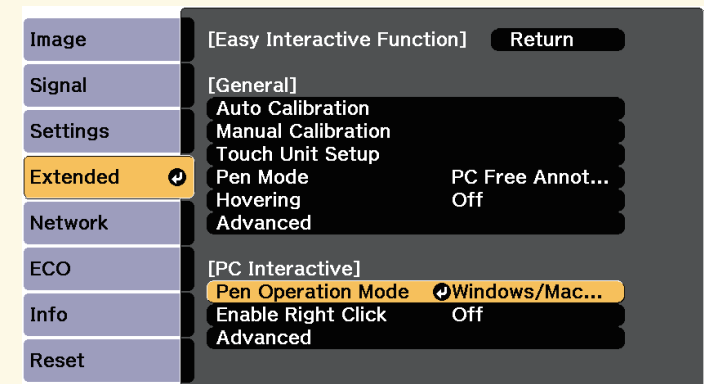 Image
Signal
Settings
Extended
Network
ECO
Info
Reset
[Easy Interactive Function] Return
[General]
Auto Calibration
Manual Calibration
Touch Unit Setup
Pen Mode PC Free Annot...
Hovering Off
Advanced
[PC Interactive]
Pen Operation Mode Windows/Mac...
Enable Right Click Off
Advanced